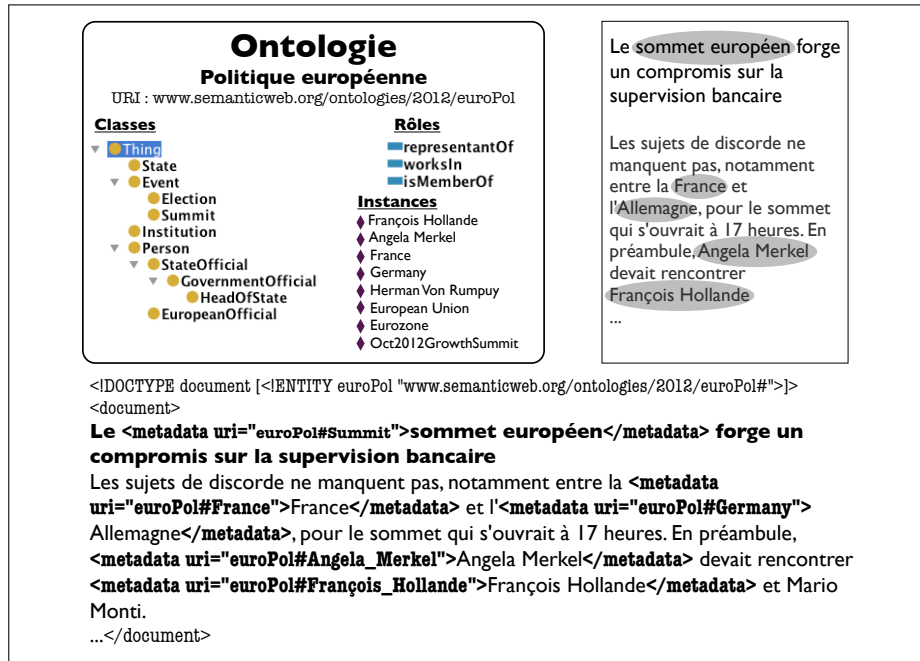 Ontologie
Politique européenne
URI : www.semanticweb.org/ontologies/2012/euroPol
Classes
Thing
State
Event
Election
Summit
Institution
Person
StateOfficial
GovernmentOfficial
HeadOfState
EuropeanOfficial
Rôles
representantOf
worksIn
isMemberOf
Instances
François Hollande
Angela Merkel
France
Germany
Herman Von Rumpuy
European Union
Eurozone
Oct2012GrowthSummit
Le sommet européen forge
un compromis sur la
supervision bancaire
Les sujets de discorde ne
manquent pas, notamment
entre la France et
l'Allemagne, pour le sommet
qui s'ouvrait à 17 heures. En
préambule, Angela Merkel
devait rencontrer
François Hollande
...
<!DOCTYPE document [<!ENTITY euroPol "www.semanticweb.org/ontologies/2012/euroPol#">]>
<document>
Le <metadata uri="euroPol#Summit">sommet européen</metadata> forge un
compromis sur la supervision bancaire
Les sujets de discorde ne manquent pas, notamment entre la <metadata
uri="euroPol#France">France</metadata> et l'<metadata uri="euroPol#Germany">
Allemagne</metadata>, pour le sommet qui s'ouvrait à 17 heures. En préambule,
<metadata uri="euroPol#Angela_Merkel">Angela Merkel</metadata> devait rencontrer
<metadata uri="euroPol#François_Hollande">François Hollande</metadata> et Mario
Monti.
...</document>